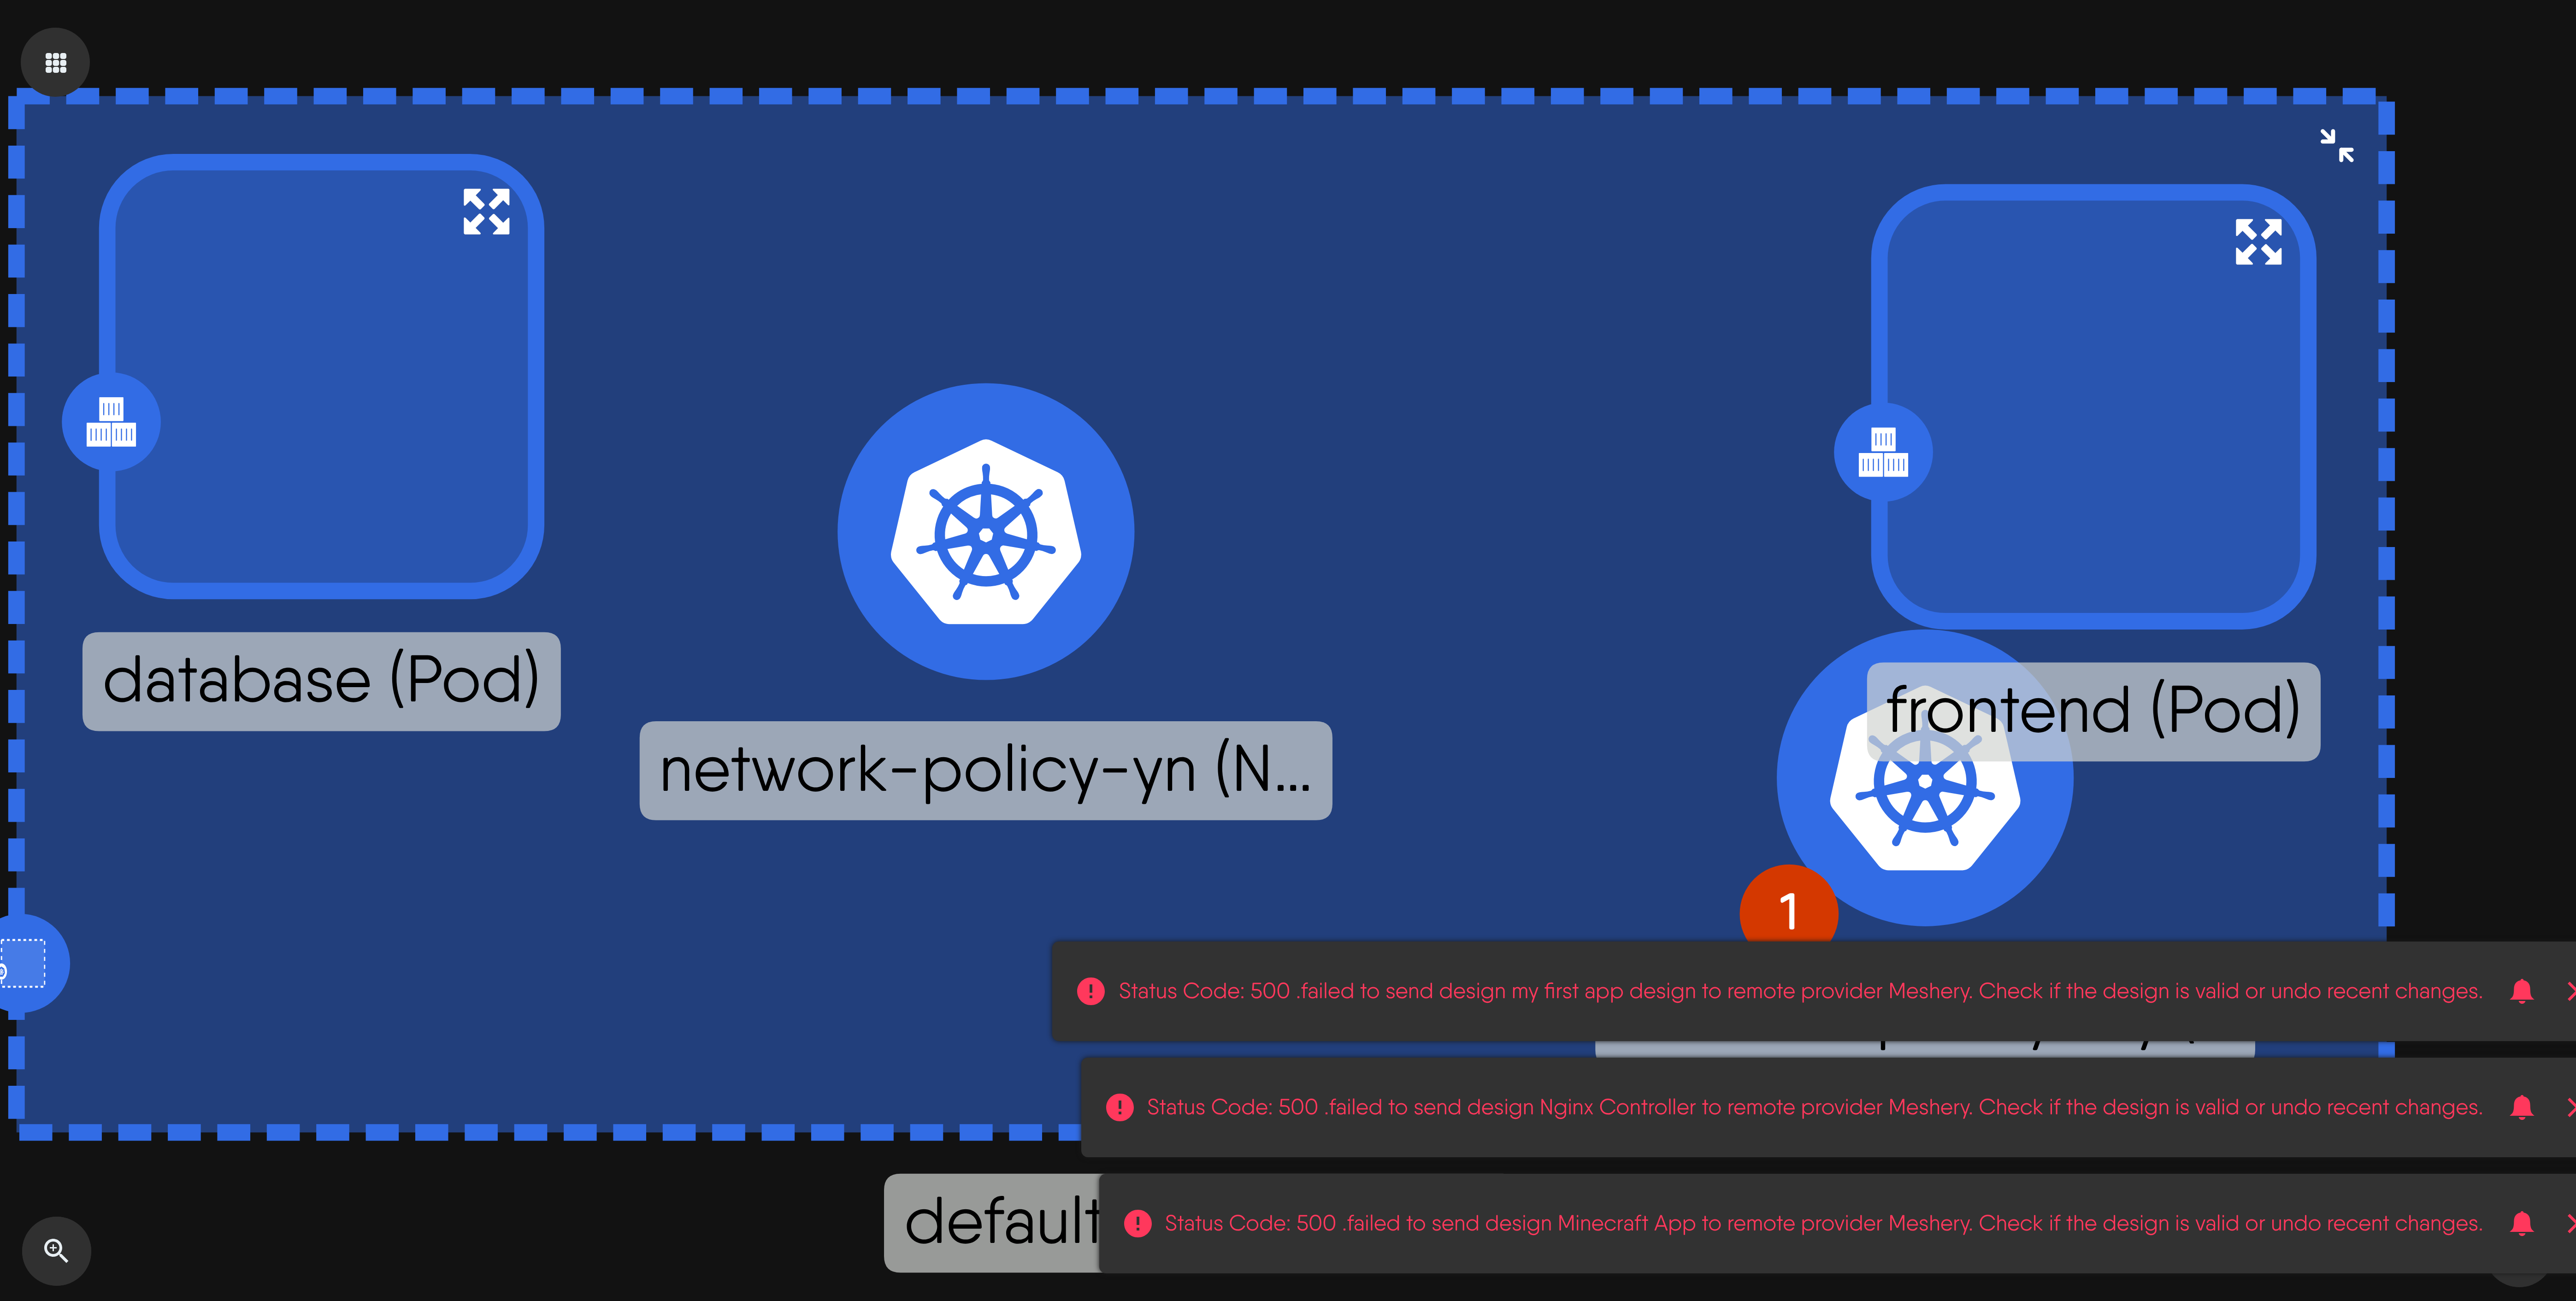 database (Pod)
frontend (Pod)
network-policy-yn (N...
1
Status Code: 500 .failed to send design my first app design to remote provider Meshery. Check if the design is valid or undo recent changes.
Status Code: 500 .failed to send design Nginx Controller to remote provider Meshery. Check if the design is valid or undo recent changes.
default
Status Code: 500 .failed to send design Minecraft App to remote provider Meshery. Check if the design is valid or undo recent changes.